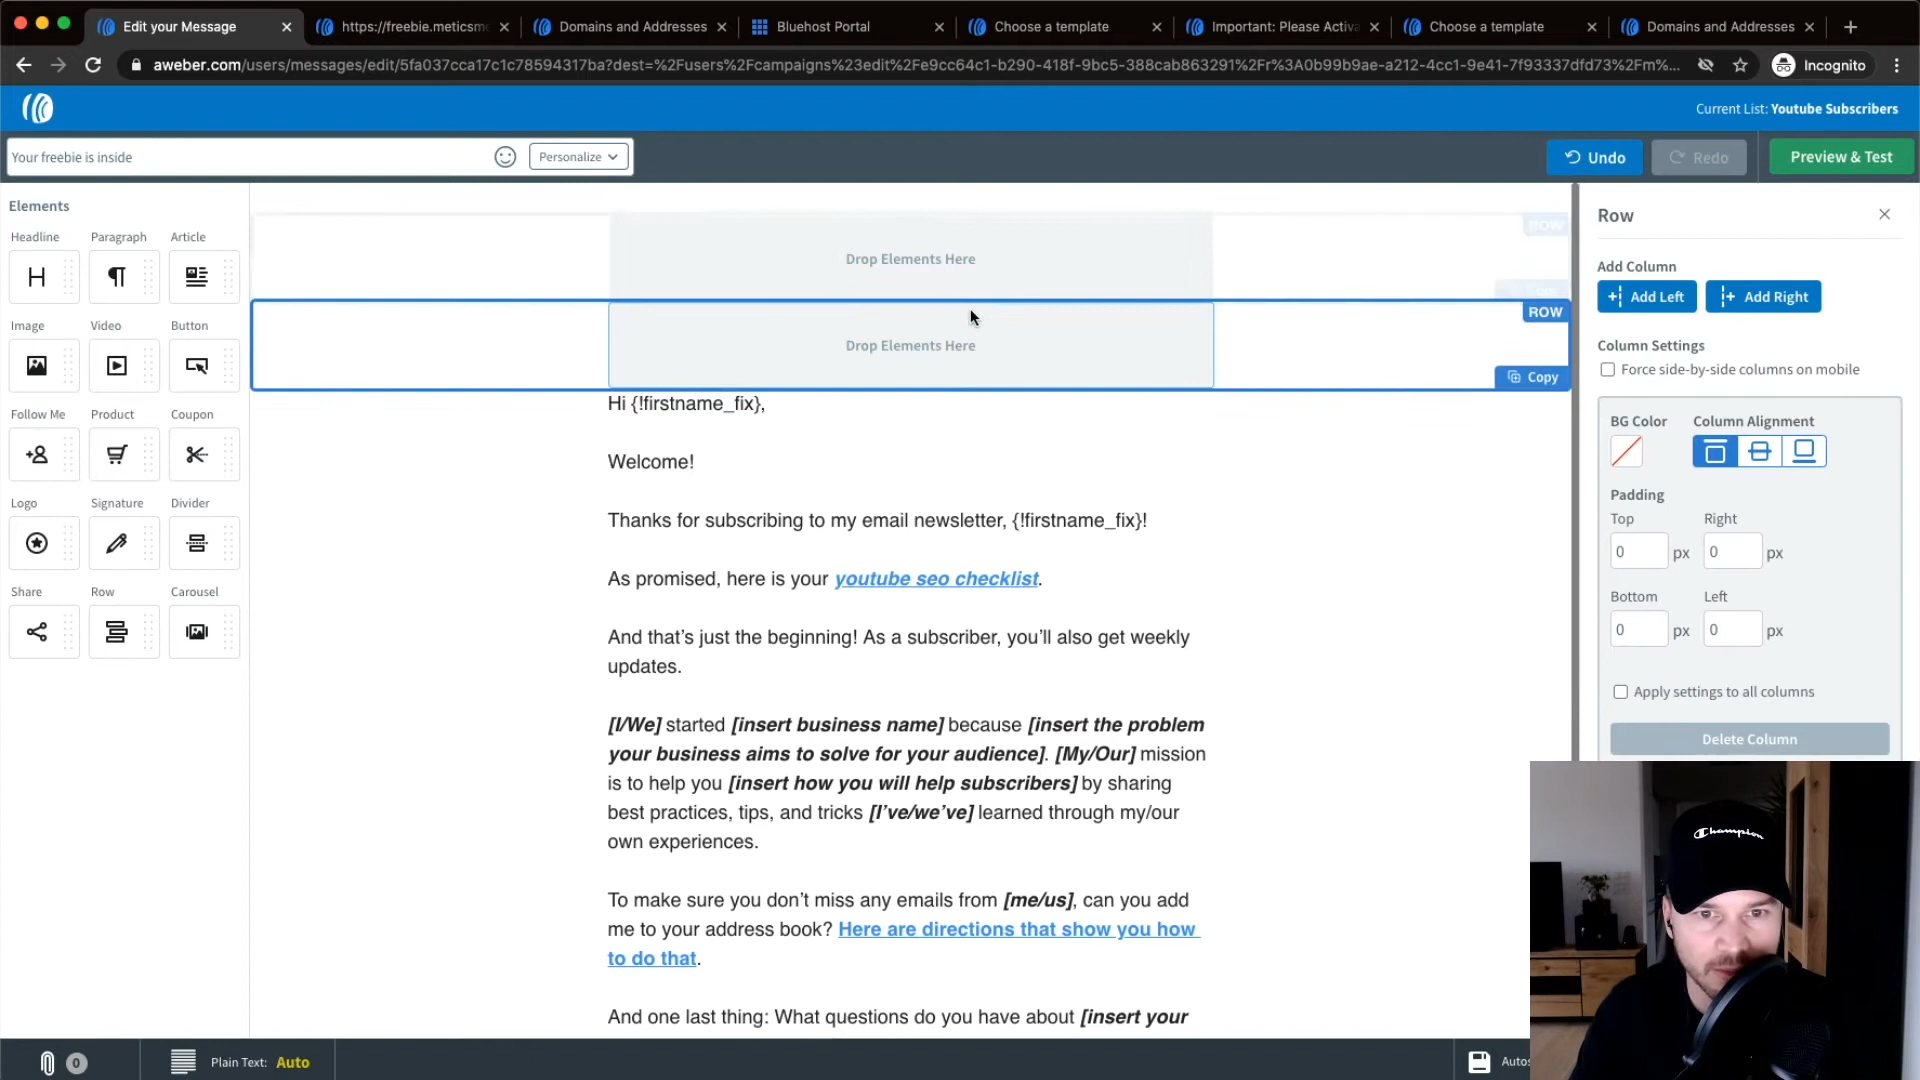 Edit your Message
https://freebie.meticsme
Domains and Addresses
Bluehost Portal
Choose a template
Important: Please Activa
Choose a template
Domains and Addresses
aweber.com/users/messages/edit/5fa037cca17c1c78594317ba?dest=%2Fusers%2Fcampaigns%23edit%2Fe9cc64c1-b290-418f-9bc5-388cab863291%2Fr%3A0b99b9ae-a212-4cc1-9e41-7f93337dfd73%2Fm%...
Incognito
Current List: Youtube Subscribers
Your freebie is inside
Personalize
Undo
Redo
Preview & Test
Elements
Headline Paragraph Article
Image Video Button
Follow Me Product Coupon
Logo Signature Divider
Share Row Carousel
ROW
Drop Elements Here
ROW
Drop Elements Here
Copy
Hi {!firstname_fix},
Welcome!
Thanks for subscribing to my email newsletter, {!firstname_fix}!
As promised, here is your youtube seo checklist.
And that’s just the beginning! As a subscriber, you’ll also get weekly
updates.
[I/We] started [insert business name] because [insert the problem
your business aims to solve for your audience]. [My/Our] mission
is to help you [insert how you will help subscribers] by sharing
best practices, tips, and tricks [I’ve/we’ve] learned through my/our
own experiences.
To make sure you don’t miss any emails from [me/us], can you add
me to your address book? Here are directions that show you how
to do that.
And one last thing: What questions do you have about [insert your
Row
Add Column
Add Left
Add Right
Column Settings
Force side-by-side columns on mobile
BG Color
Column Alignment
Padding
Top Right
0 px 0 px
Bottom Left
0 px 0 px
Apply settings to all columns
Delete Column
Champion
0
Plain Text: Auto
Autos